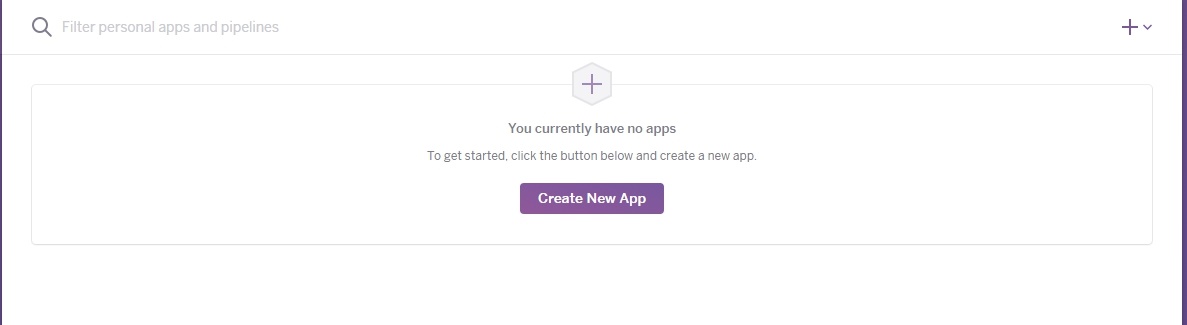 Filter personal apps and pipelines
You currently have no apps
To get started, click the button below and create a new app.
Create New App